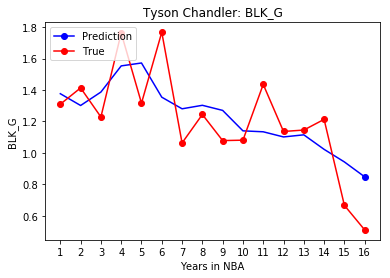 Tyson Chandler: BLK_G
Prediction
True
BLK_G
1.8
1.6
1.4
1.2
1.0
0.8
0.6
1 2 3 4 5 6 7 8 9 10 11 12 13 14 15 16
Years in NBA